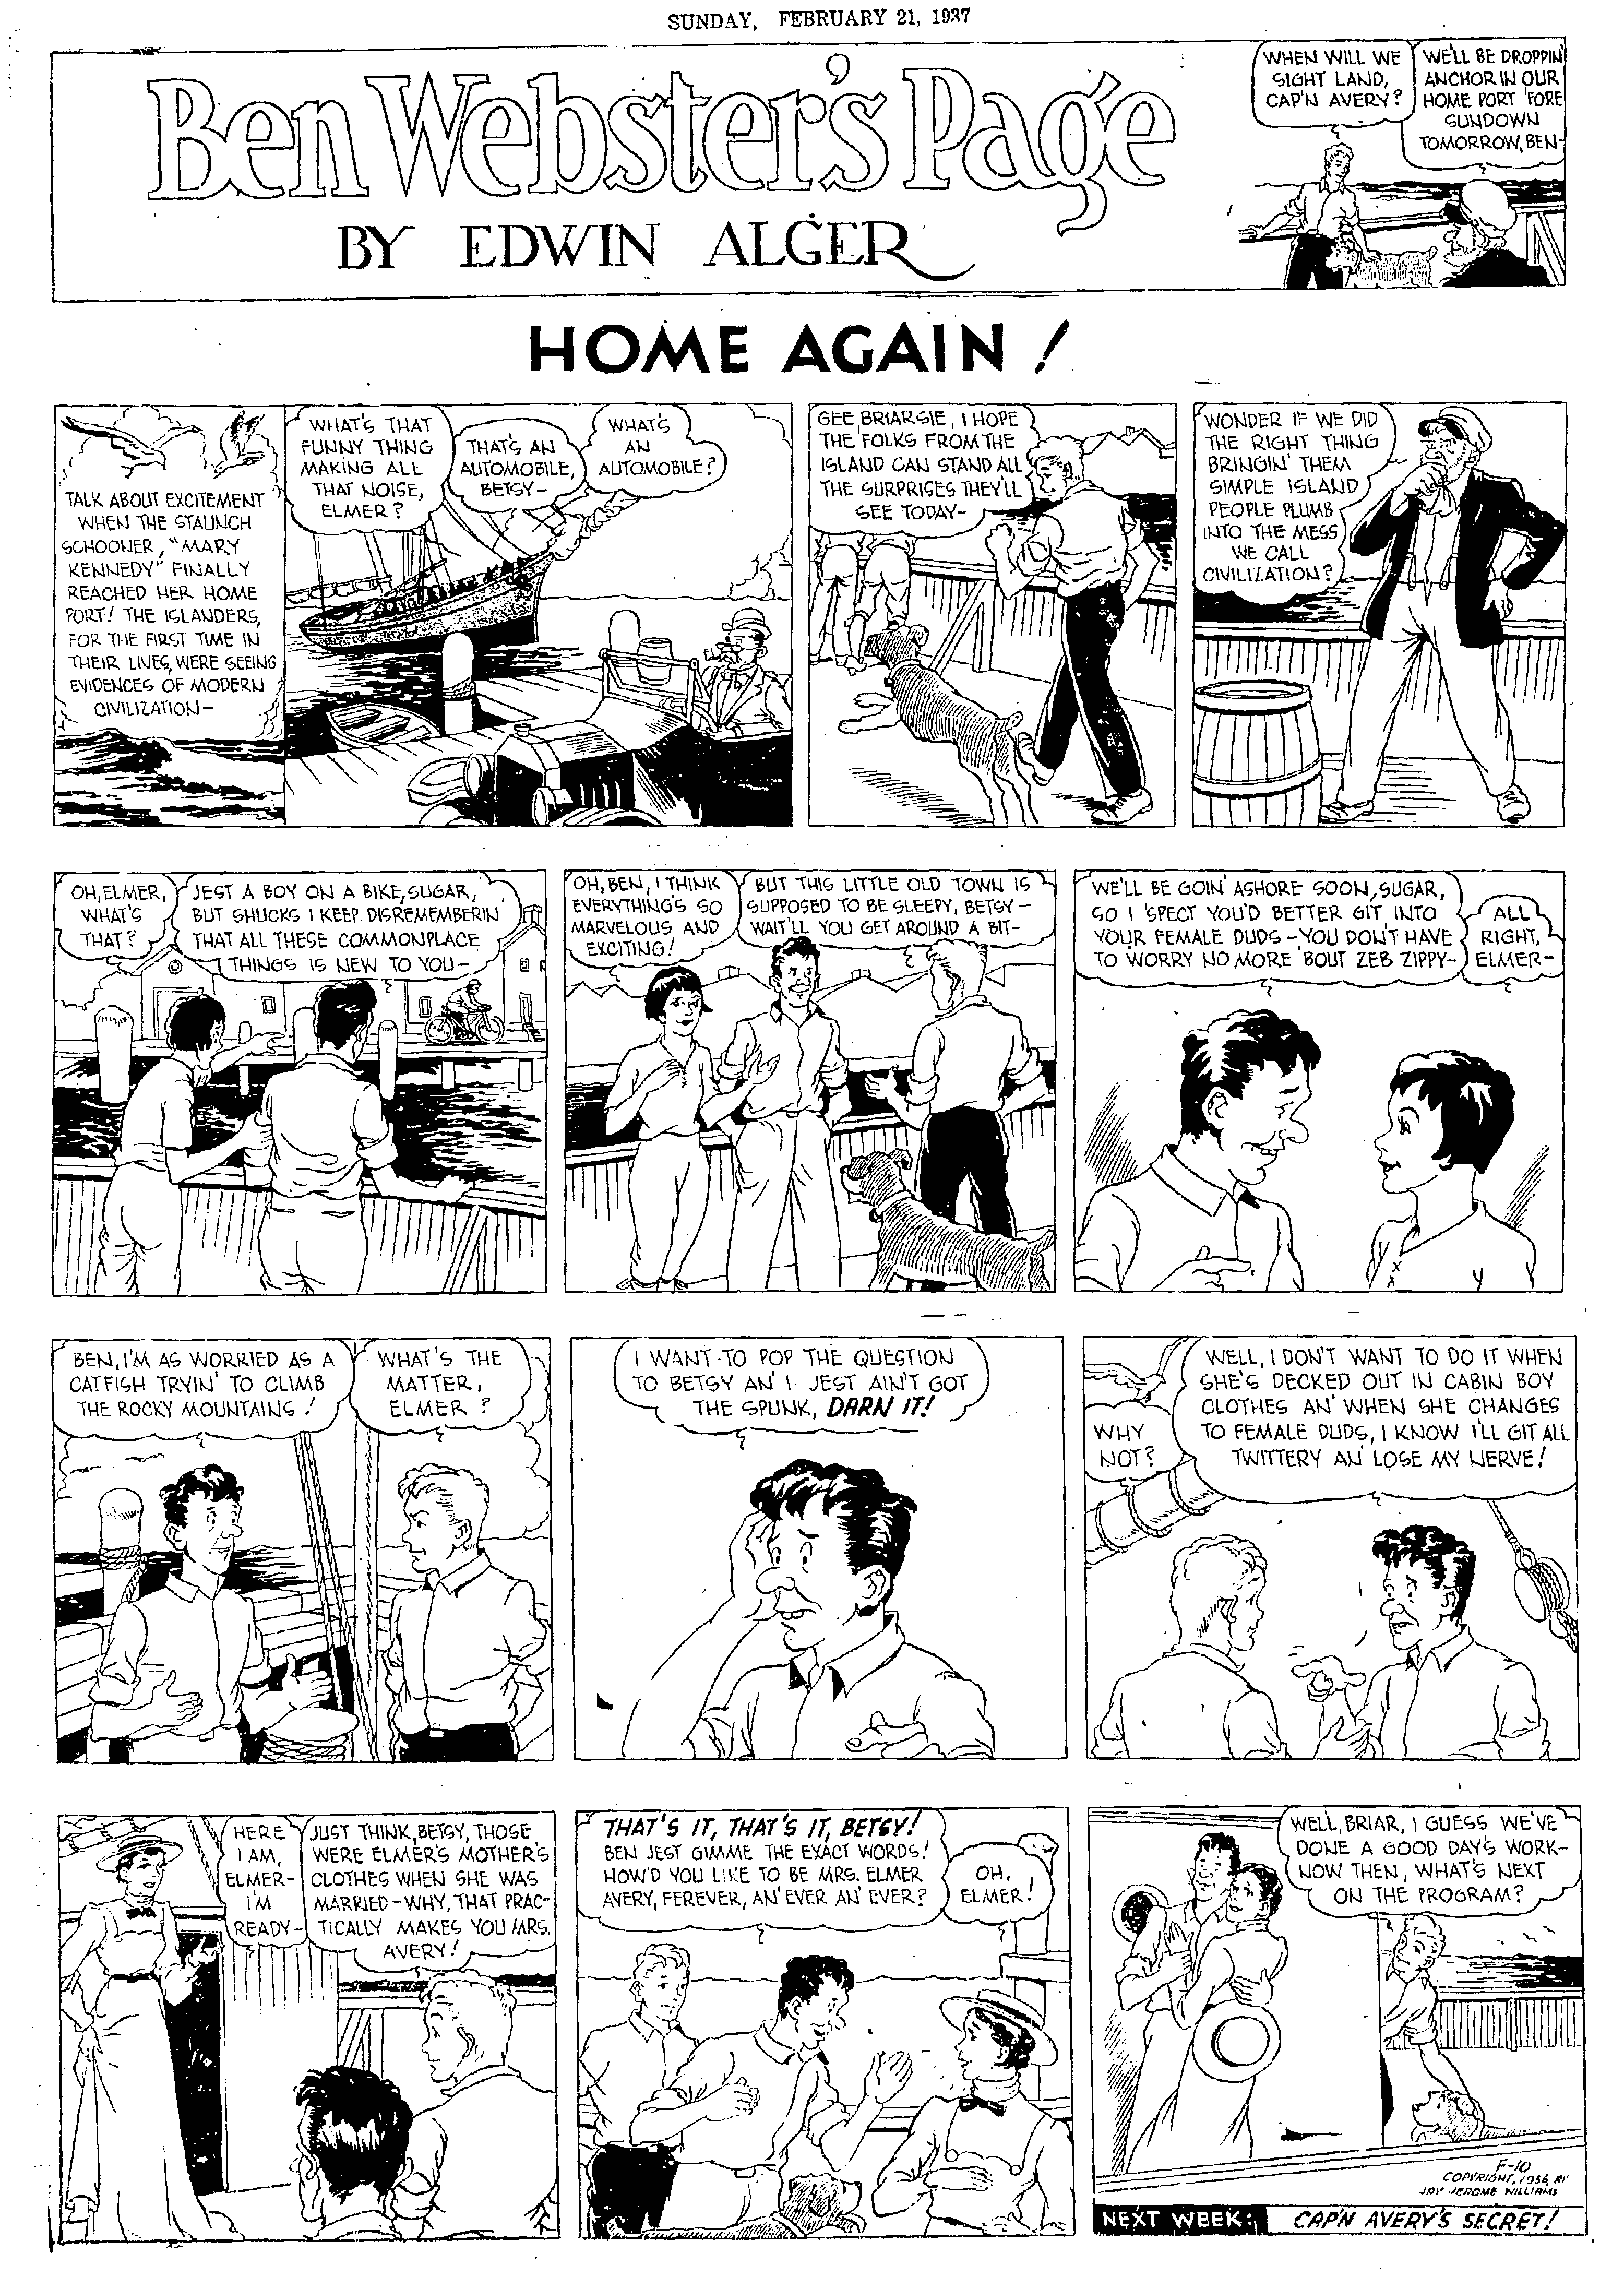 SUNDAY, FEBRUARY 21, 1937
Ben Webster's Page
BY EDWIN ALGER
WHEN WILL WE
SIGHT LAND,
CAP'N AVERY?
WE'LL BE DROPPIN'
ANCHOR IN OUR
HOME PORT 'FORE
SUNDOWN
TOMORROW, BEN-
HOME AGAIN!
TALK ABOUT EXCITEMENT
WHEN THE STAUNCH
SCHOONER, "MARY
KENNEDY" FINALLY
REACHED HER HOME
PORT! THE ISLANDERS,
FOR THE FIRST TIME IN
THEIR LIVES, WERE SEEING
EVIDENCES OF MODERN
CIVILIZATION-
WHAT'S THAT
FUNNY THING
MAKING ALL
THAT NOISE,
ELMER?
THAT'S AN
AUTOMOBILE,
BETSY-
WHAT'S
AN
AUTOMOBILE?
GEE, BRIARSIE, I HOPE
THE FOLKS FROM THE
ISLAND CAN STAND ALL
THE SURPRISES THEY'LL
SEE TODAY-
WONDER IF WE DID
THE RIGHT THING
BRINGIN' THEM
SIMPLE ISLAND
PEOPLE PLUMB
INTO THE MESS
WE CALL
CIVILIZATION?
OH, ELMER,
WHAT'S
THAT?
JEST A BOY ON A BIKE, SUGAR,
BUT SHUCKS I KEEP DISREMEMBERIN'
THAT ALL THESE COMMONPLACE
THINGS IS NEW TO YOU-
OH, BEN, I THINK
EVERYTHING'S SO
MARVELOUS AND
EXCITING!
BUT THIS LITTLE OLD TOWN IS
SUPPOSED TO BE SLEEPY, BETSY-
WAIT'LL YOU GET AROUND A BIT-
WE'LL BE GOIN' ASHORE SOON, SUGAR,
SO I 'SPECT YOU'D BETTER GIT INTO
YOUR FEMALE DUDS-YOU DON'T HAVE
TO WORRY NO MORE 'BOUT ZEB ZIPPY-
ALL
RIGHT,
ELMER-
BEN, I'M AS WORRIED AS A
CATFISH TRYIN' TO CLIMB
THE ROCKY MOUNTAINS!
WHAT'S THE
MATTER,
ELMER?
I WANT TO POP THE QUESTION
TO BETSY AN' I JEST AIN'T GOT
THE SPUNK, DARN IT!
WHY
NOT?
WELL, I DON'T WANT TO DO IT WHEN
SHE'S DECKED OUT IN CABIN BOY
CLOTHES AN' WHEN SHE CHANGES
TO FEMALE DUDS, I KNOW I'LL GIT ALL
TWITTERY AN' LOSE MY NERVE!
HERE
I AM,
ELMER-
I'M
READY-
JUST THINK, BETSY, THOSE
WERE ELMER'S MOTHER'S
CLOTHES WHEN SHE WAS
MARRIED-WHY, THAT PRAC-
TICALLY MAKES YOU MRS.
AVERY!
THAT'S IT, THAT'S IT, BETSY!
BEN JEST GIMME THE EXACT WORDS!
HOW'D YOU LIKE TO BE MRS. ELMER
AVERY, FEREVER, AN' EVER AN' EVER?
OH,
ELMER!
WELL, BRIAR, I GUESS WE'VE
DONE A GOOD DAY'S WORK-
NOW THEN, WHAT'S NEXT
ON THE PROGRAM?
F-10
COPYRIGHT, 1936, BY
JAY JEROME WILLIAMS
NEXT WEEK: CAP'N AVERY'S SECRET!